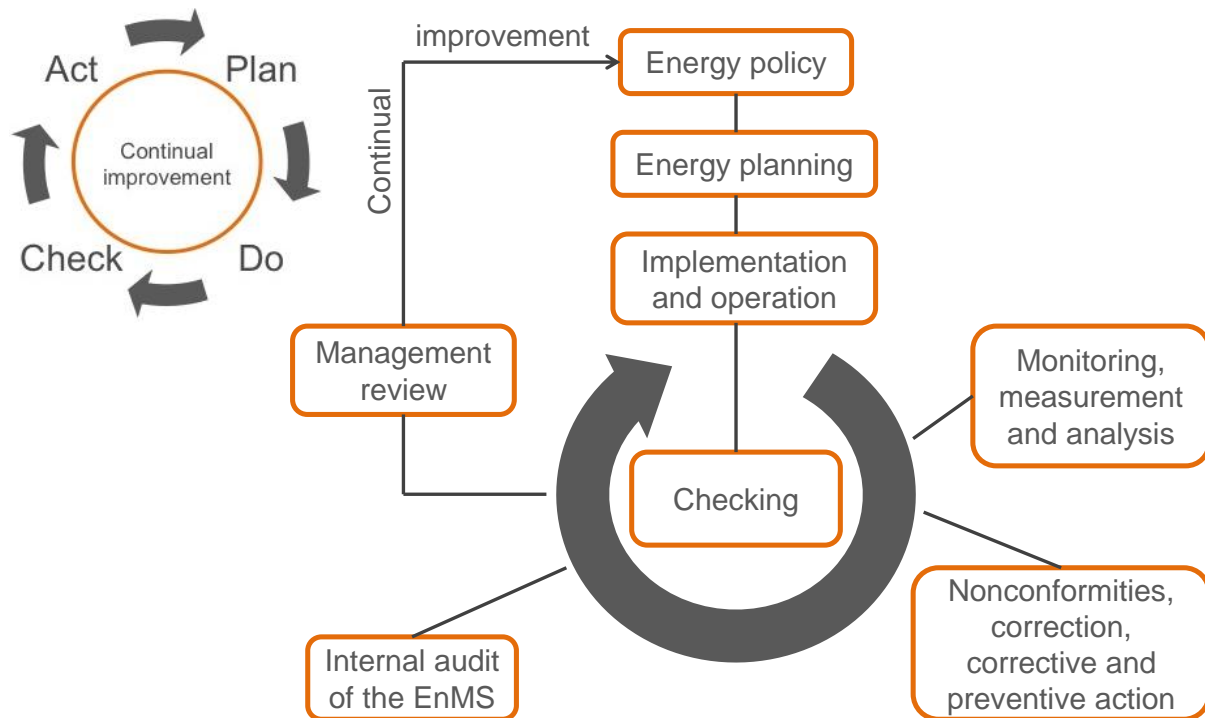 Act
Plan
Continual
improvement
Check
Do
improvement
Continual
Energy policy
Energy planning
Implementation
and operation
Management
review
Monitoring,
measurement
and analysis
Checking
Nonconformities,
correction,
corrective and
preventive action
Internal audit
of the EnMS